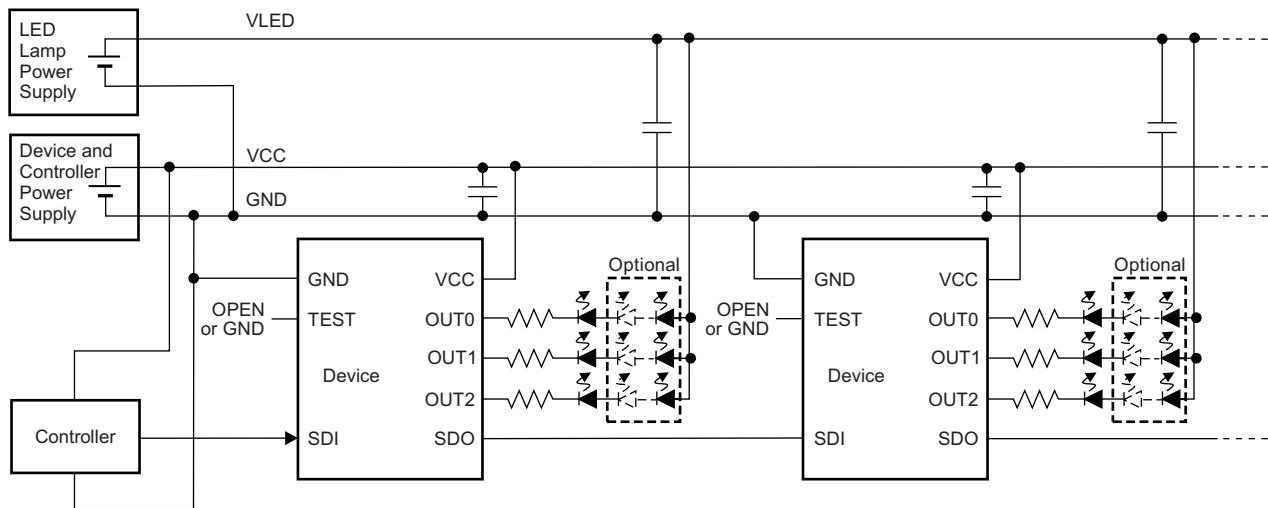 LED
Lamp
Power
Supply
VLED
Device and
Controller
Power
Supply
VCC
GND
GND
VCC
OPEN
or GND
TEST
OUT0
OUT1
Device
OUT2
SDI
SDO
Optional
Controller
GND
VCC
OPEN
or GND
TEST
OUT0
OUT1
Device
OUT2
SDI
SDO
Optional